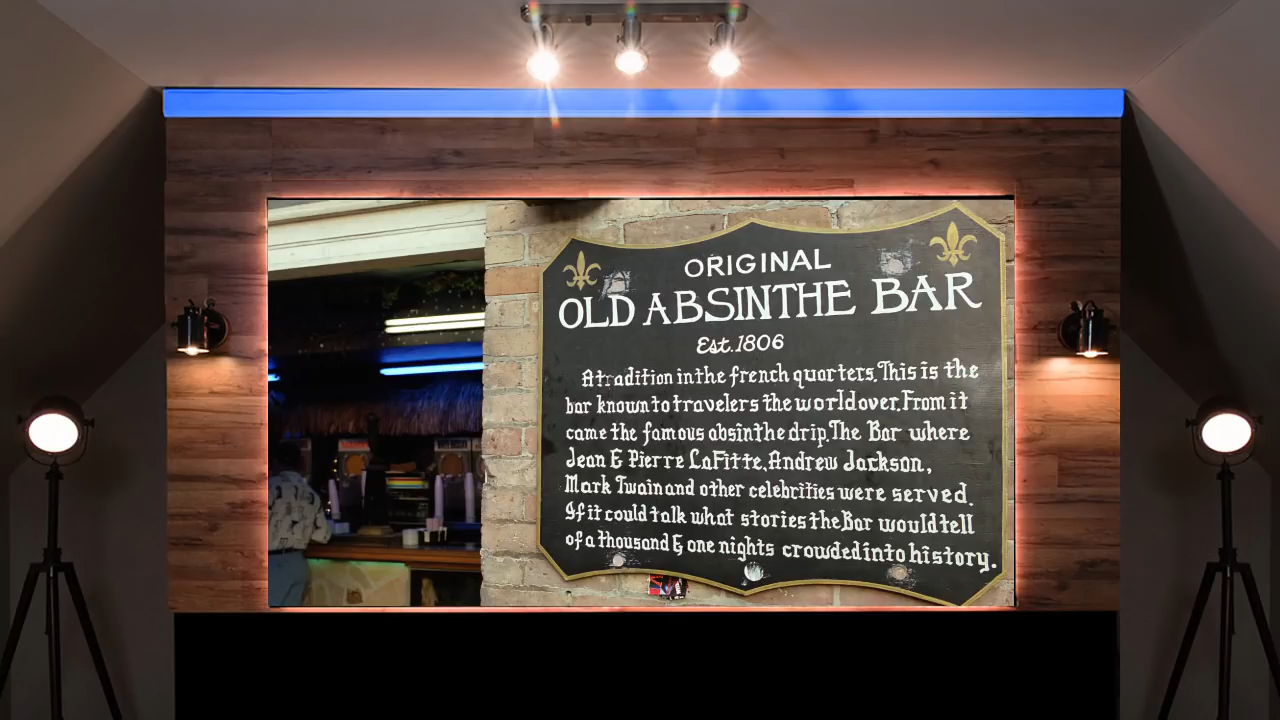 ORIGINAL
OLD ABSINTHE BAR
Est. 1806
A tradition in the french quarters. This is the
bar known to travelers the world over. From it
came the famous absinthe drip. The Bar where
Jean & Pierre LaFitte, Andrew Jackson,
Mark Twain and other celebrities were served.
If it could talk what stories the Bar would tell
of a thousand & one nights crowded into history.